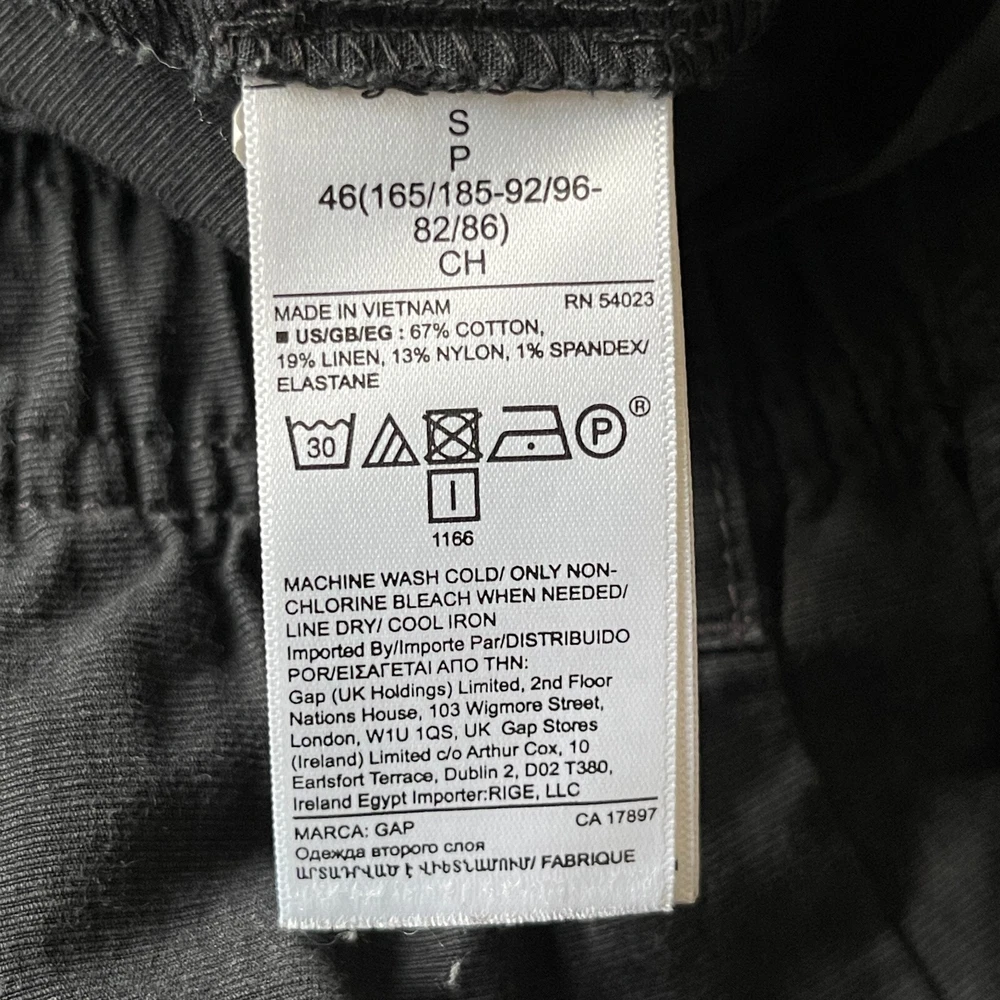 S
P
46(165/185-92/96-
82/86)
CH
MADE IN VIETNAM RN 54023
■ US/GB/EG : 67% COTTON,
19% LINEN, 13% NYLON, 1% SPANDEX/
ELASTANE
30 P ®
I
1166
MACHINE WASH COLD/ ONLY NON-
CHLORINE BLEACH WHEN NEEDED/
LINE DRY/ COOL IRON
Imported By/Importe Par/DISTRIBUIDO
POR/ΕΙΣΑΓΕΤΑΙ ΑΠΟ ΤΗΝ:
Gap (UK Holdings) Limited, 2nd Floor
Nations House, 103 Wigmore Street,
London, W1U 1QS, UK Gap Stores
(Ireland) Limited c/o Arthur Cox, 10
Earlsfort Terrace, Dublin 2, D02 T380,
Ireland Egypt Importer:RIGE, LLC
MARCA: GAP CA 17897
Одежда второго слоя
ԱՐՏԱԴՐՎԱԾ Է ՎԻԵՏՆԱՄՈՒՄ/ FABRIQUE